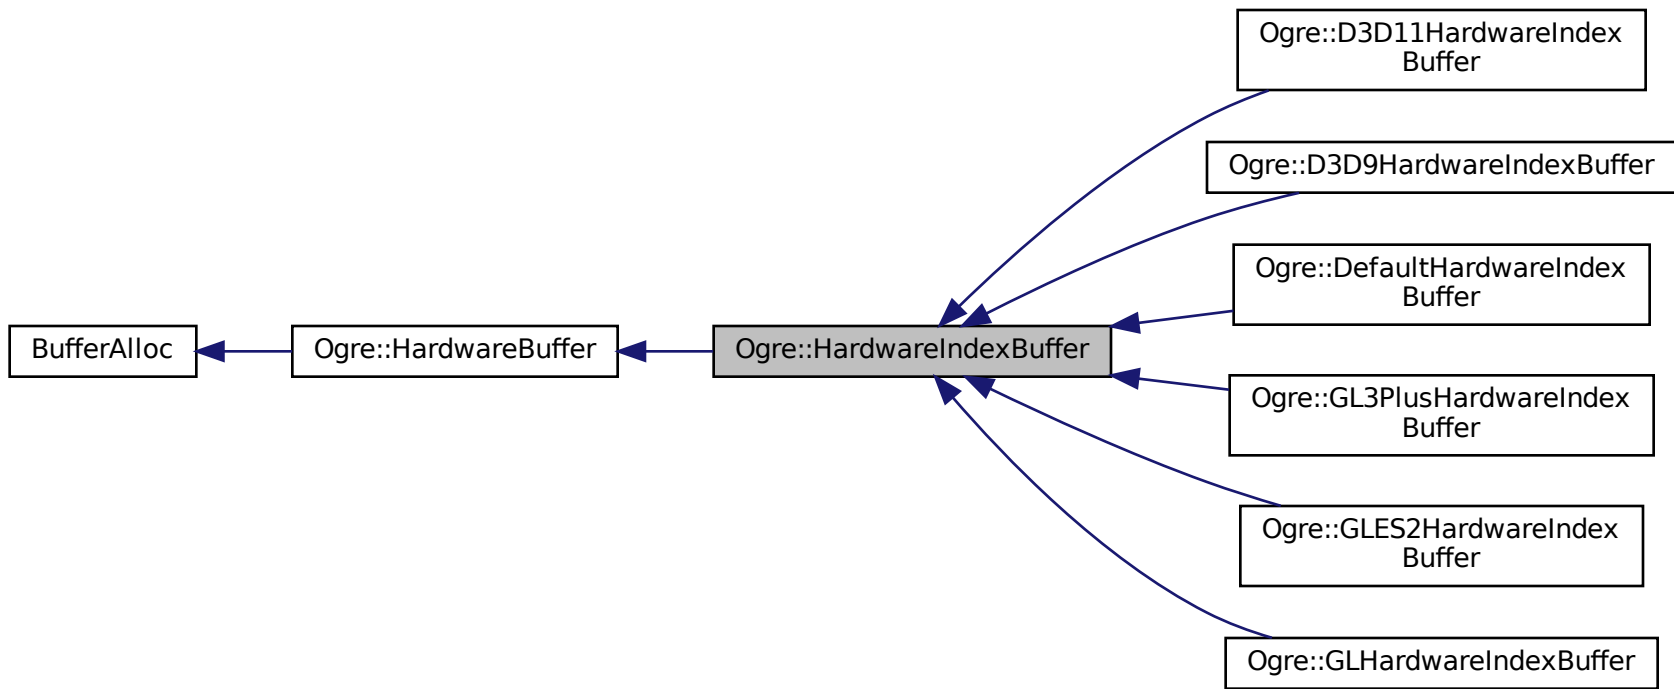 BufferAlloc
Ogre::HardwareBuffer
Ogre::HardwareIndexBuffer
Ogre::D3D11HardwareIndex
Buffer
Ogre::D3D9HardwareIndexBuffer
Ogre::DefaultHardwareIndex
Buffer
Ogre::GL3PlusHardwareIndex
Buffer
Ogre::GLES2HardwareIndex
Buffer
Ogre::GLHardwareIndexBuffer